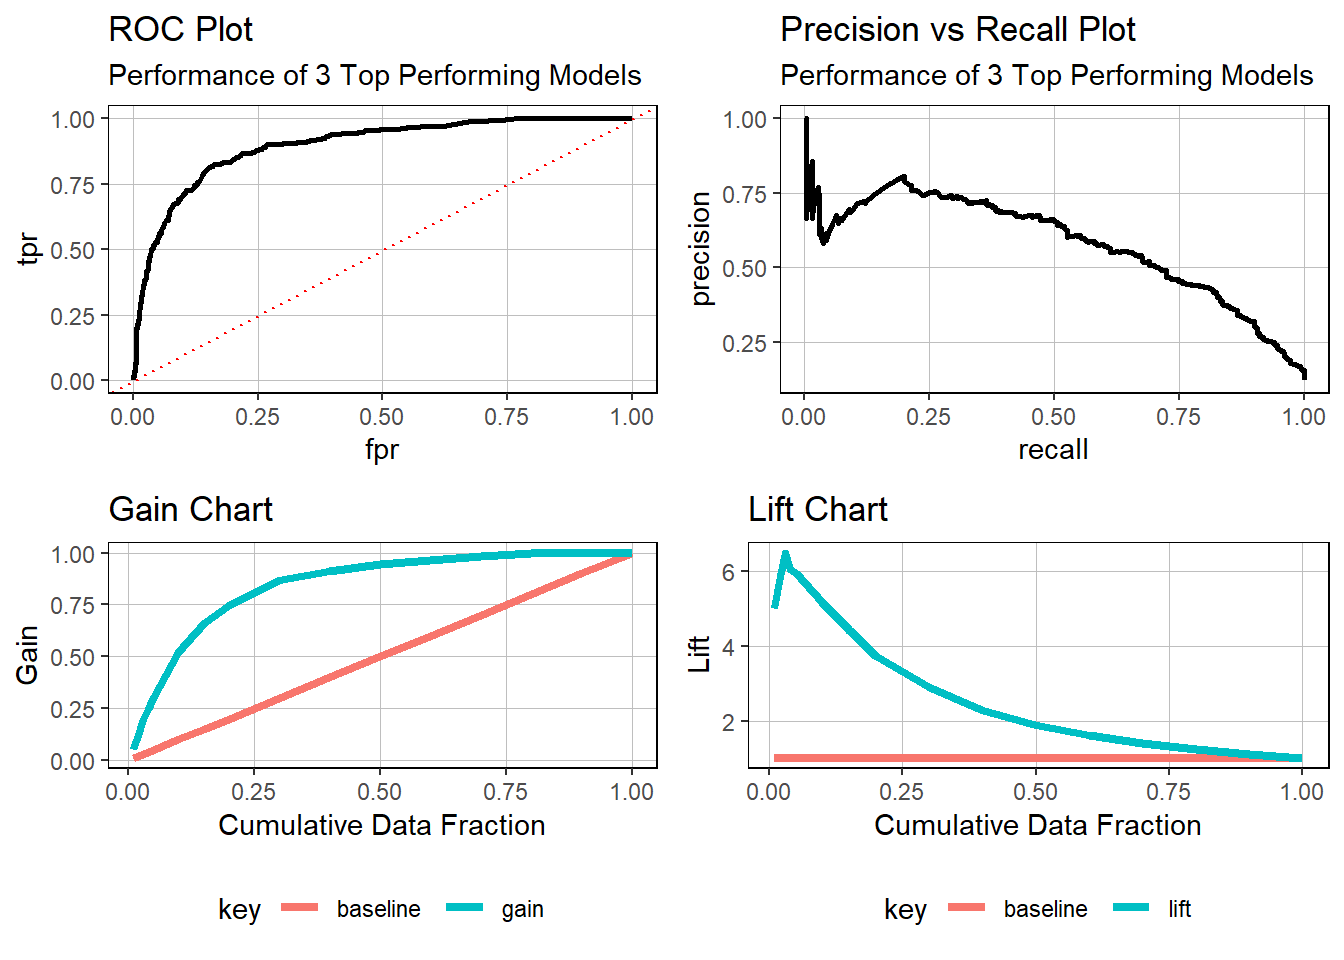 ROC Plot
Performance of 3 Top Performing Models
1.00
0.75
0.50
0.25
0.00
tpr
0.00 0.25 0.50 0.75 1.00
fpr
Precision vs Recall Plot
Performance of 3 Top Performing Models
1.00
0.75
0.50
0.25
precision
0.00 0.25 0.50 0.75 1.00
recall
Gain Chart
1.00
0.75
0.50
0.25
0.00
Gain
0.00 0.25 0.50 0.75 1.00
Cumulative Data Fraction
key baseline gain
Lift Chart
6
4
2
Lift
0.00 0.25 0.50 0.75 1.00
Cumulative Data Fraction
key baseline lift